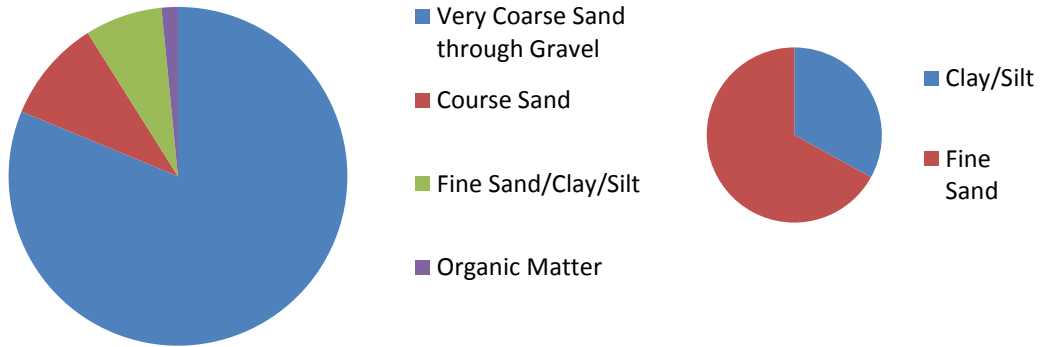 Very Coarse Sand
through Gravel
Course Sand
Fine Sand/Clay/Silt
Organic Matter
Clay/Silt
Fine
Sand